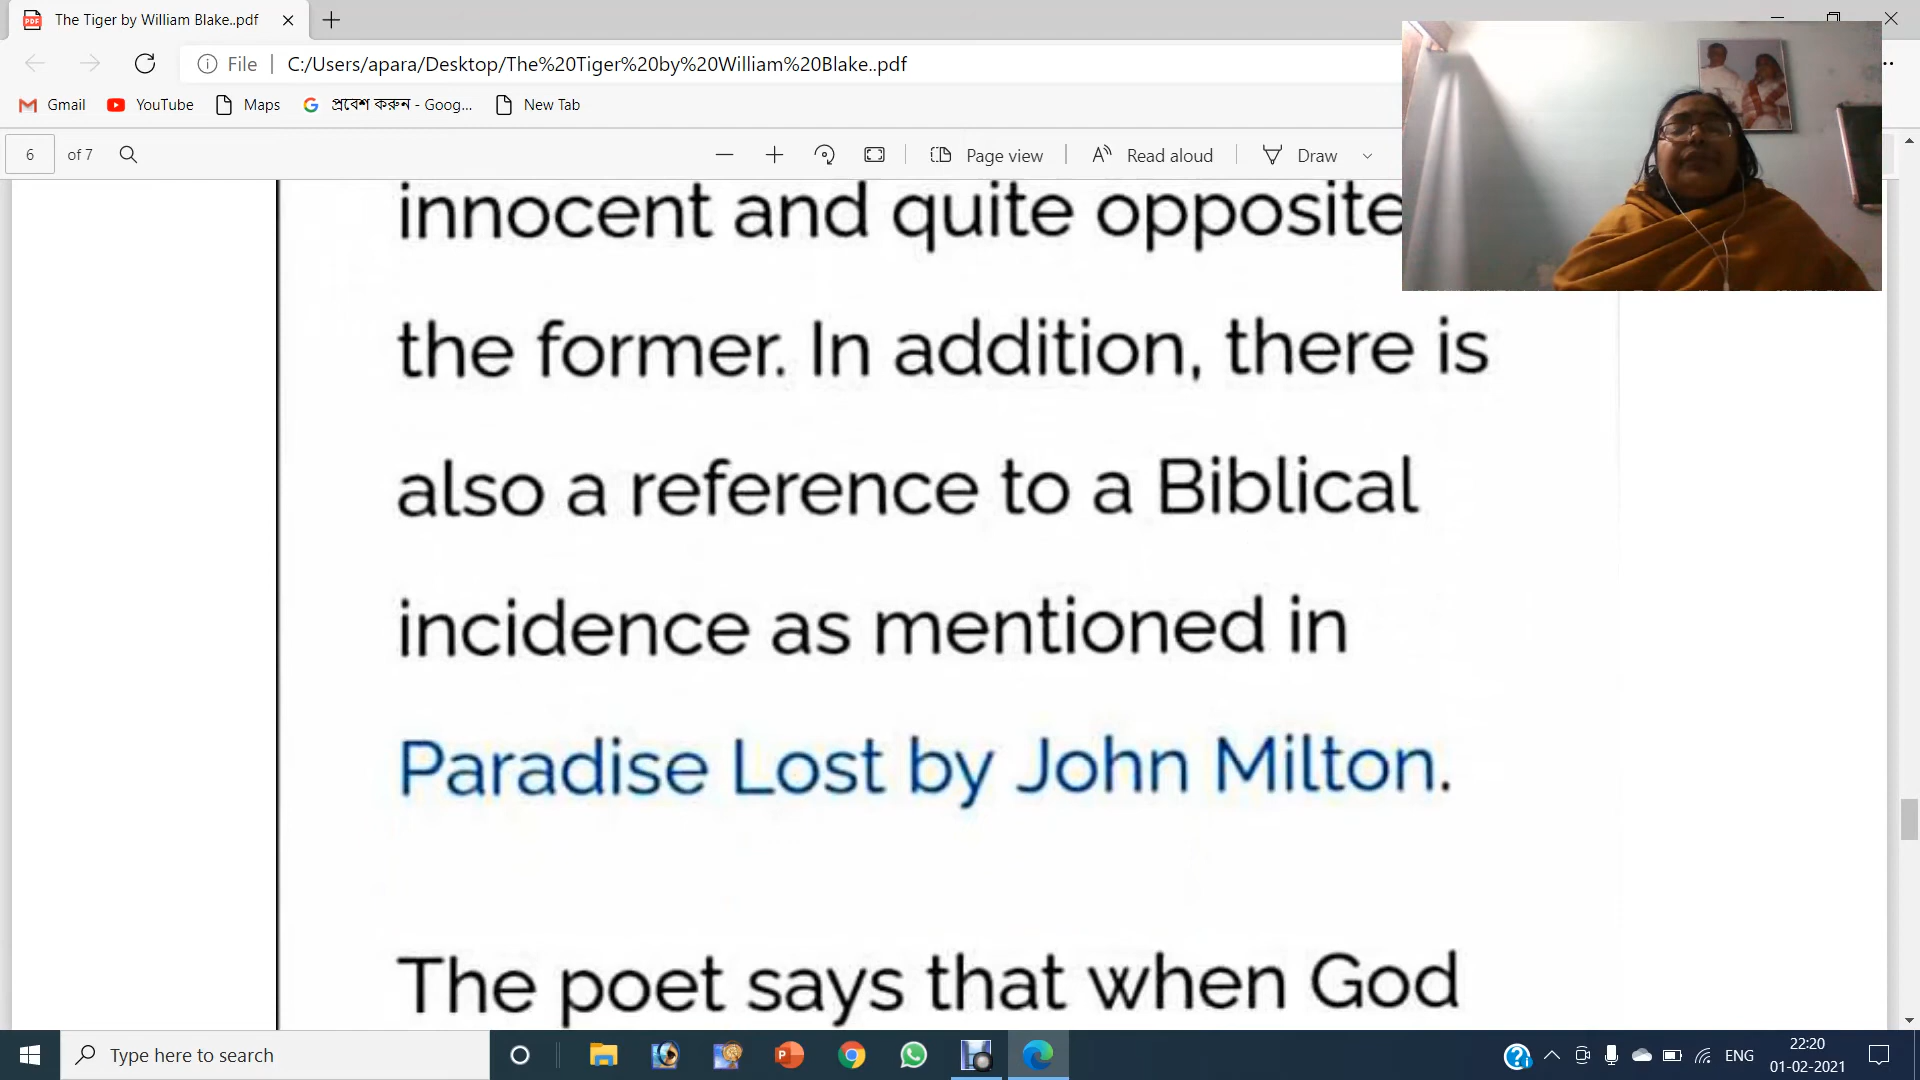 The Tiger by William Blake..pdf
File
C:/Users/apara/Desktop/The%20Tiger%20by%20William%20Blake..pdf
Gmail
YouTube
Maps
প্রবেশ করুন - Goog...
New Tab
6 of 7
Page view
Read aloud
Draw
innocent and quite opposite
the former. In addition, there is
also a reference to a Biblical
incidence as mentioned in
Paradise Lost by John Milton.
The poet says that when God
Type here to search
ENG
22:20
01-02-2021